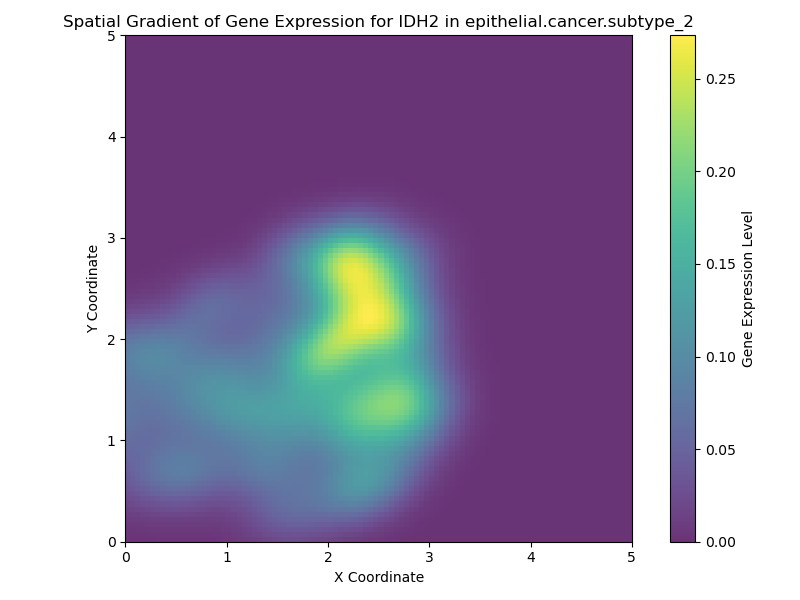 Spatial Gradient of Gene Expression for IDH2 in epithelial.cancer.subtype_2
5
4
3
2
1
0
0 1 2 3 4 5
X Coordinate
Y Coordinate
0.25
0.20
0.15
0.10
0.05
0.00
Gene Expression Level